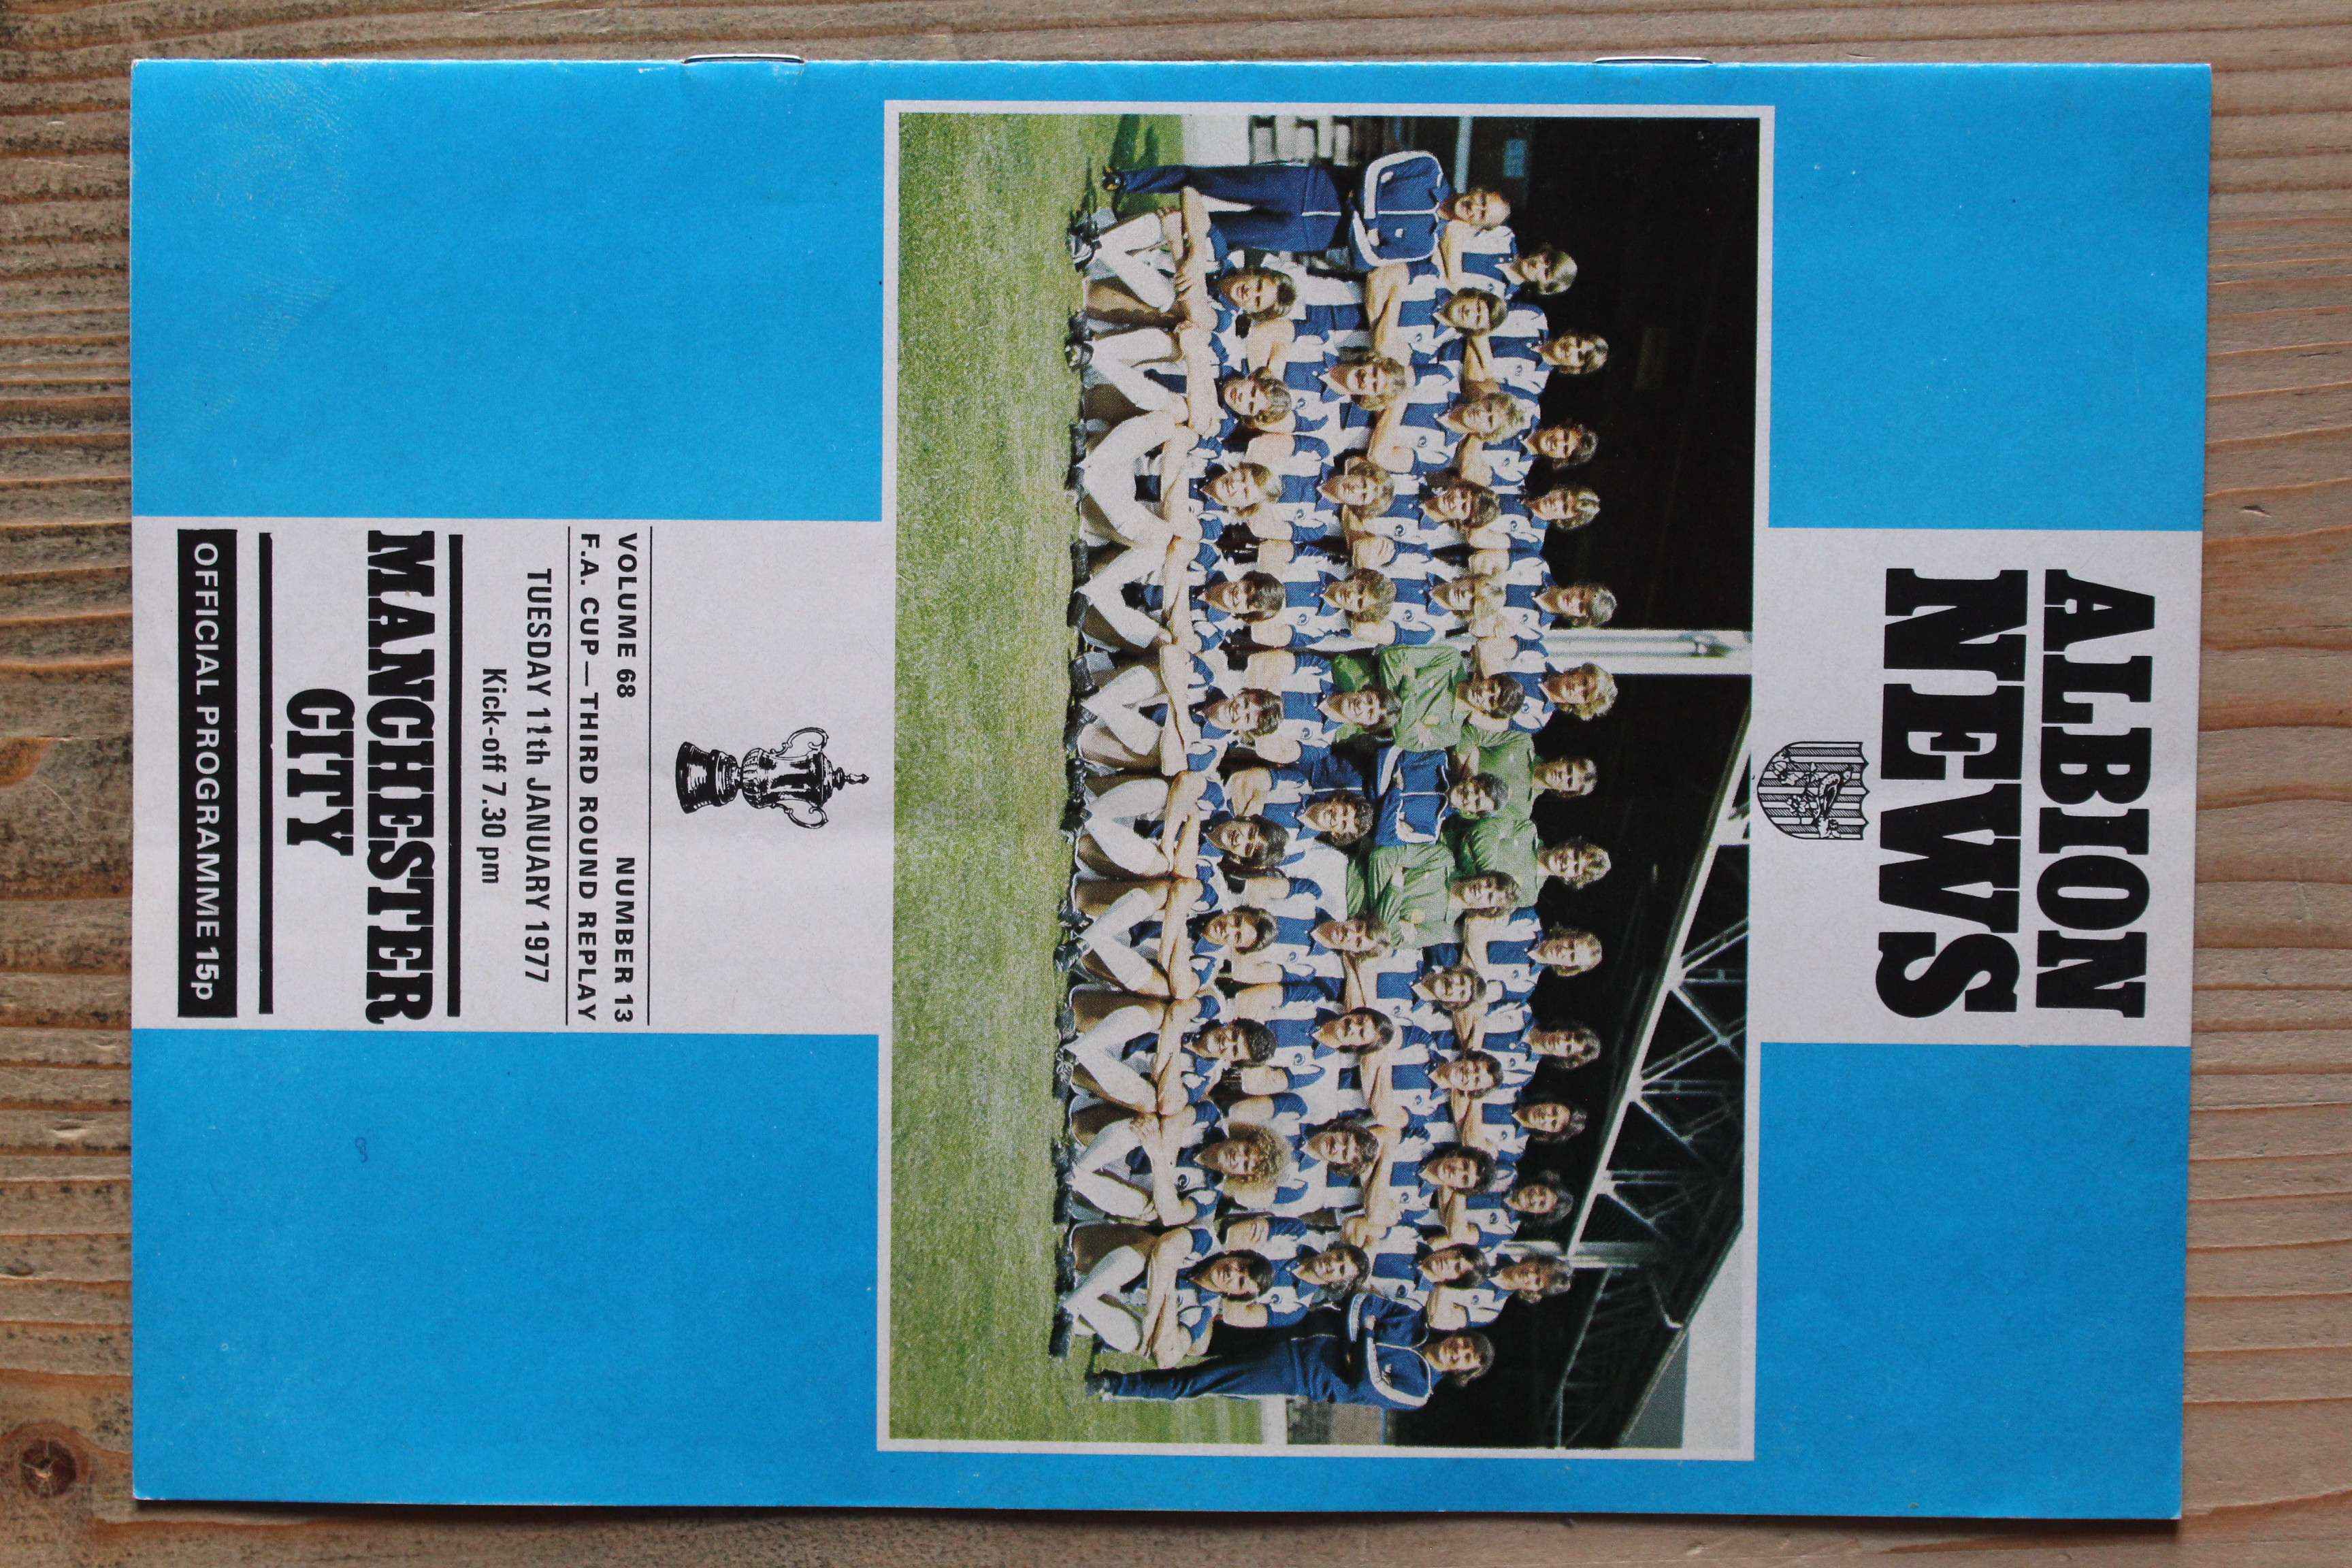 ALBION
NEWS
VOLUME 68 NUMBER 13
F.A. CUP — THIRD ROUND REPLAY
TUESDAY 11th JANUARY 1977
Kick-off 7.30 pm
MANCHESTER
CITY
OFFICIAL PROGRAMME 15p